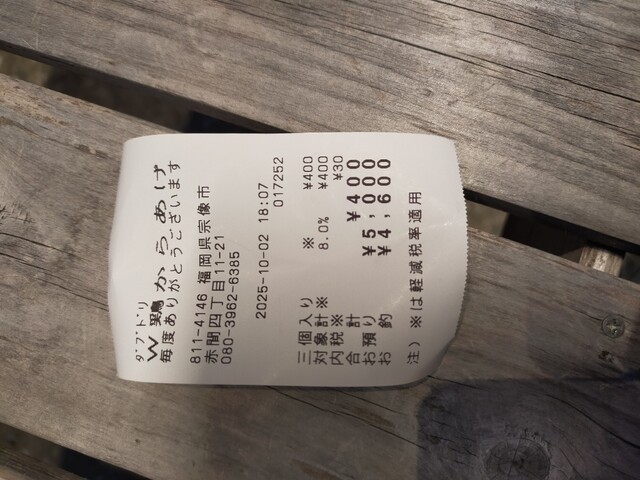 ダブドリ
W鶏からあげ
毎度ありがとうございます
811-4146 福岡県宗像市
赤間四丁目11-21
080-3962-6385
2025-10-02 18:07
017252
三個入り ※ ¥400
対象計※ 8.0% ¥400
内税※ ¥30
合 計 ¥400
お預り ¥5,000
お 釣 ¥4,600
注）※は軽減税率適用